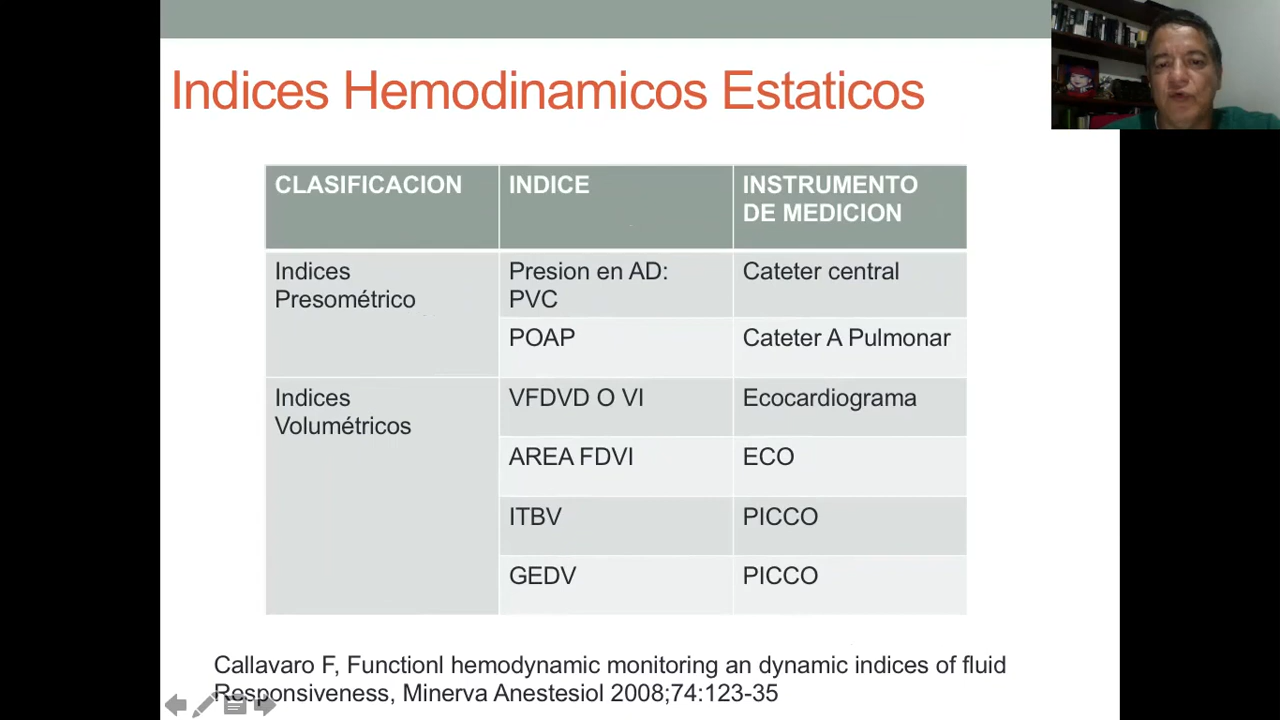 Indices Hemodinamicos Estaticos
CLASIFICACION
INDICE
INSTRUMENTO
DE MEDICION
Indices
Presométrico
Presion en AD:
PVC
Cateter central
POAP
Cateter A Pulmonar
Indices
Volumétricos
VFDVD O VI
Ecocardiograma
AREA FDVI
ECO
ITBV
PICCO
GEDV
PICCO
Callavaro F, Functionl hemodynamic monitoring an dynamic indices of fluid
Responsiveness, Minerva Anestesiol 2008;74:123-35